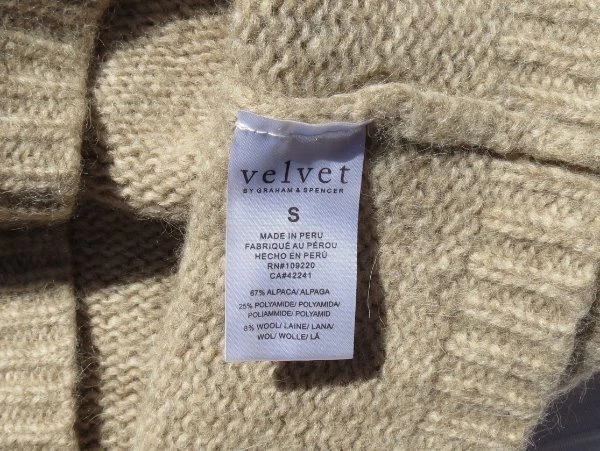 velvet
BY GRAHAM & SPENCER
S
MADE IN PERU
FABRIQUÉ AU PÉROU
HECHO EN PERÚ
RN#109220
CA#42241
67% ALPACA/ ALPAGA
25% POLYAMIDE/ POLYAMIDA/
POLIAMMIDE/ POLYAMID
8% WOOL/ LAINE/ LANA/
WOL/ WOLLE/ LÃ